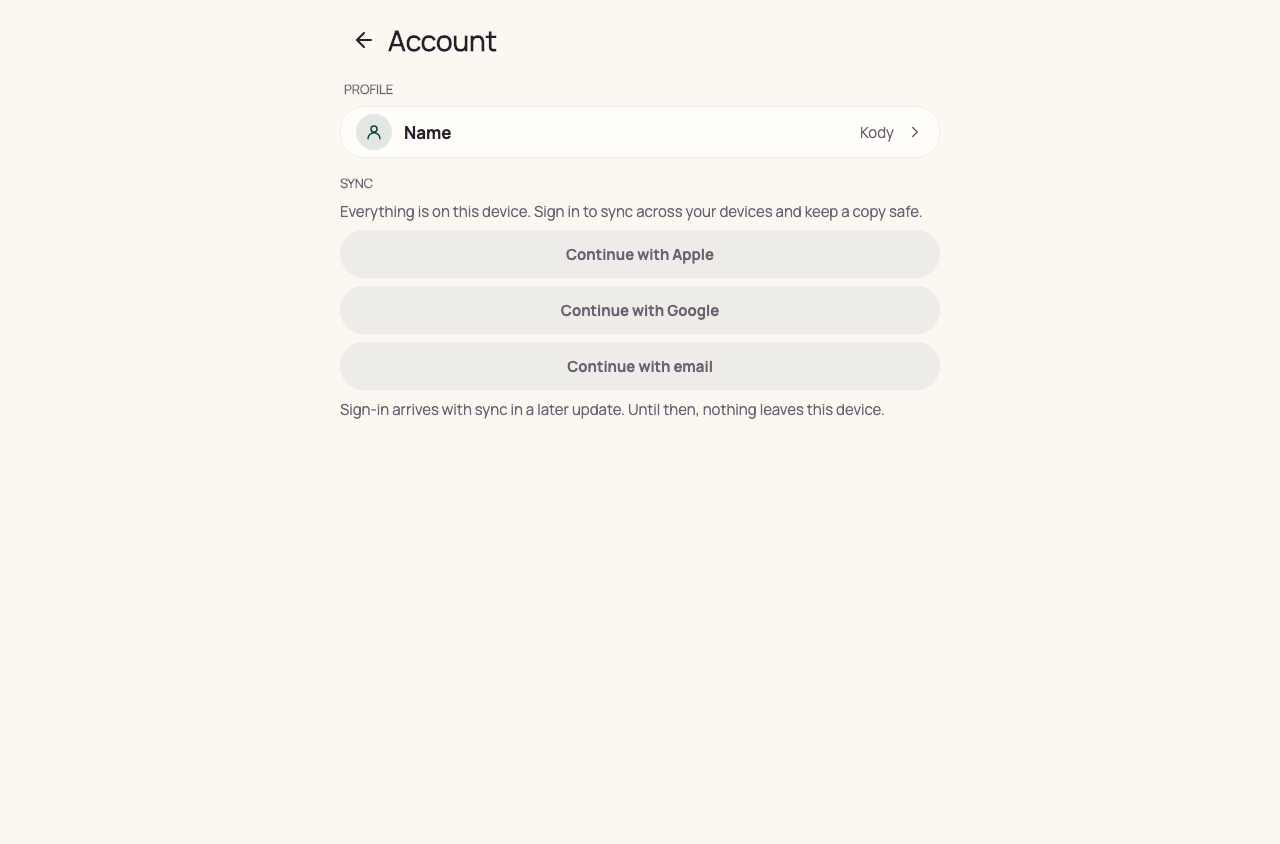 Account
PROFILE
Name
Kody
SYNC
Everything is on this device. Sign in to sync across your devices and keep a copy safe.
Continue with Apple
Continue with Google
Continue with email
Sign-in arrives with sync in a later update. Until then, nothing leaves this device.